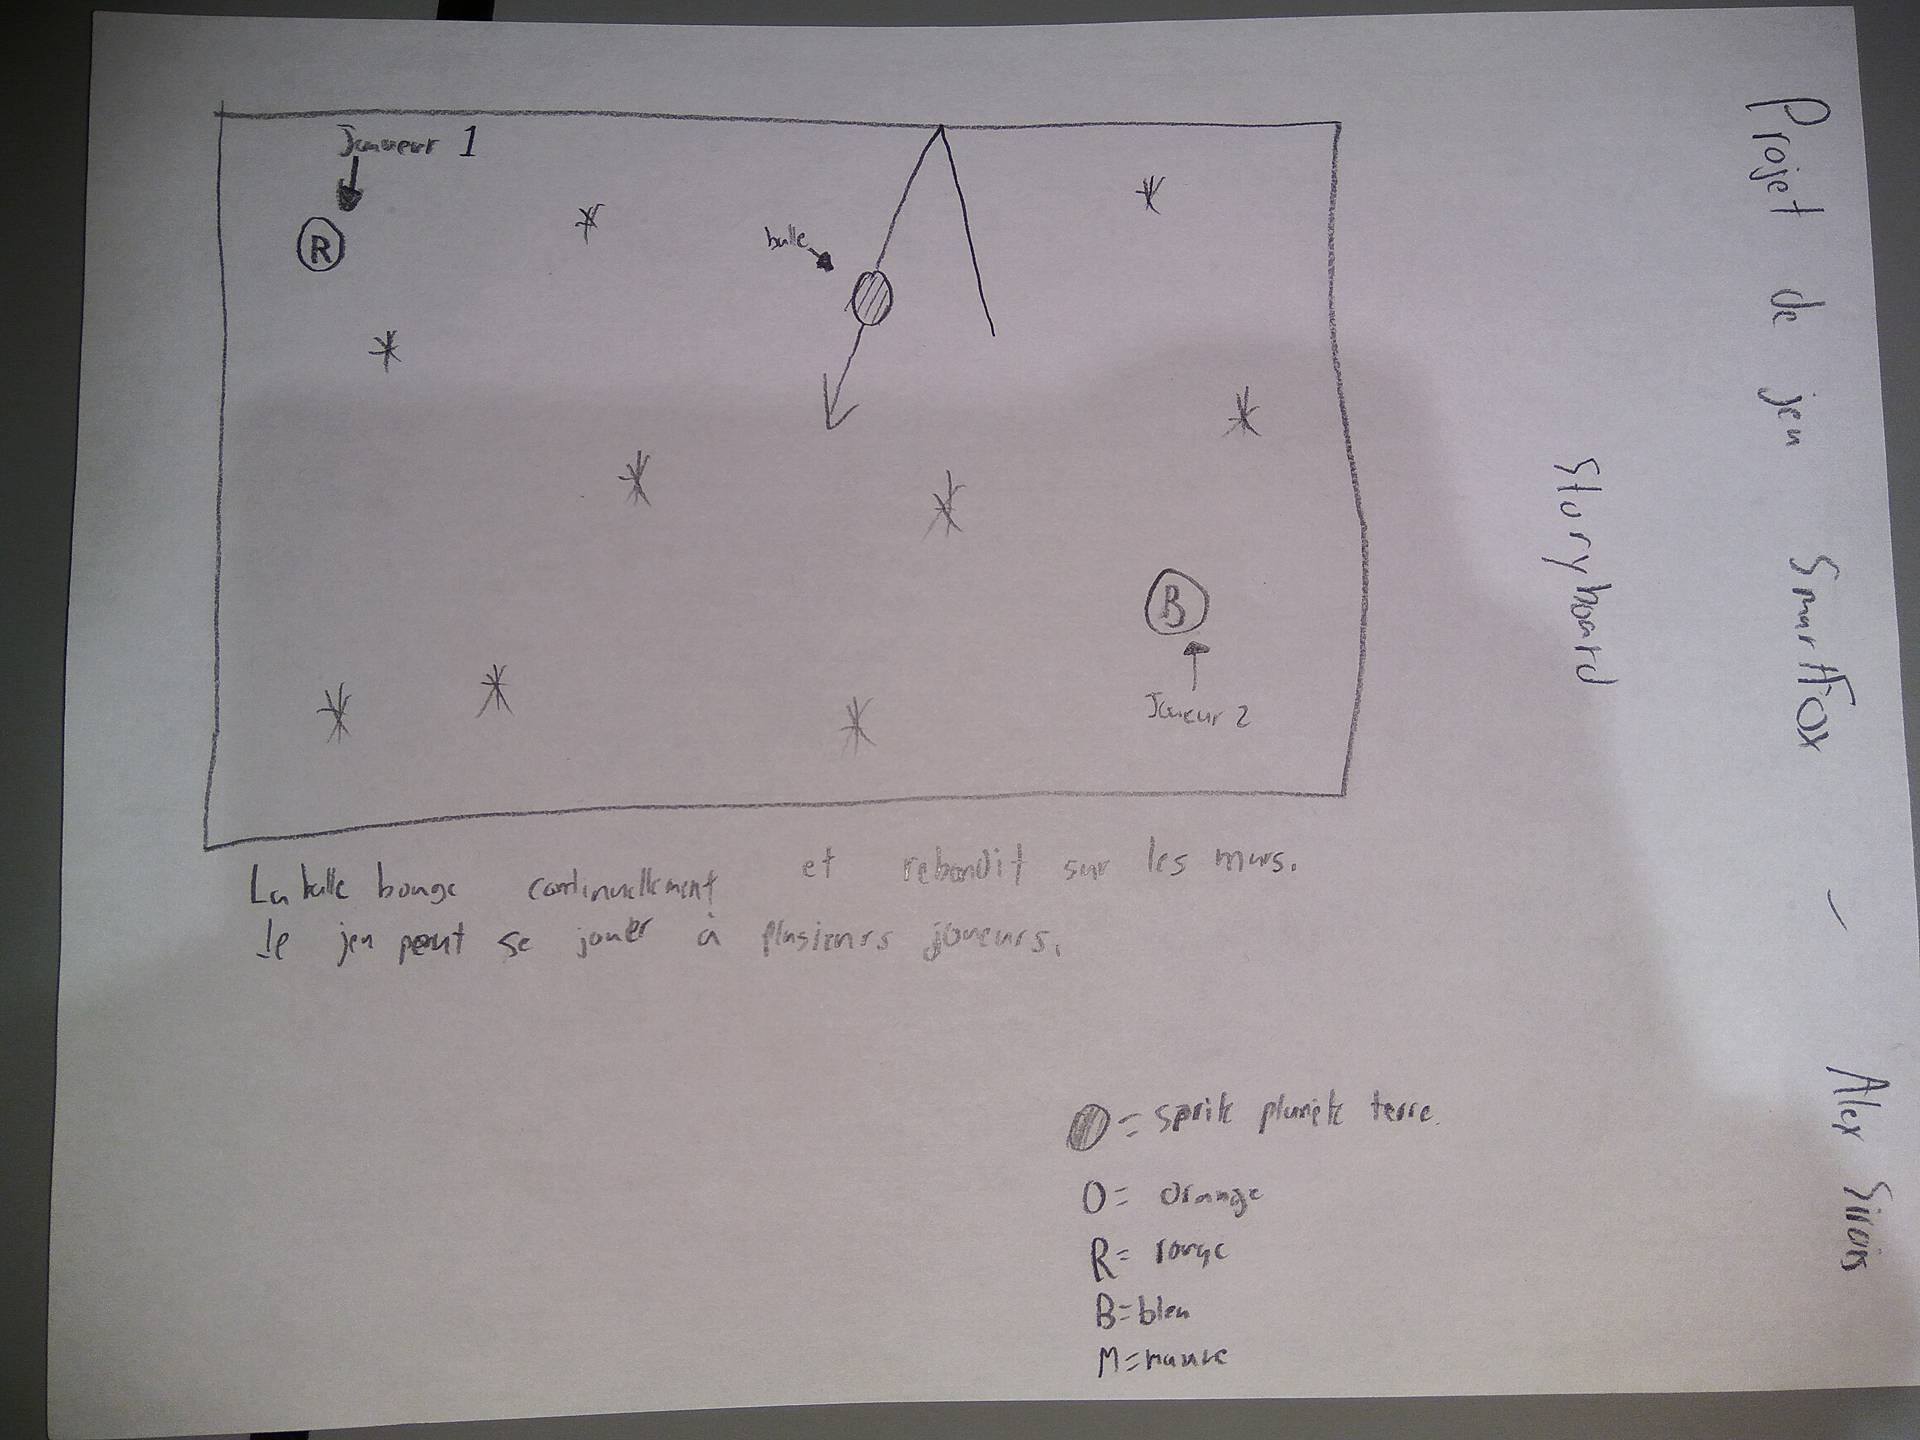 Projet de jeu SmartFox - Alex Sirois
Storyboard
Joueur 1
R
balle
B
Joueur 2
La balle bouge continuellement et rebondit sur les murs.
Le jeu peut se jouer à plusieurs joueurs.
= sprite planète terre.
O = orange
R = rouge
B = bleu
M = mauve